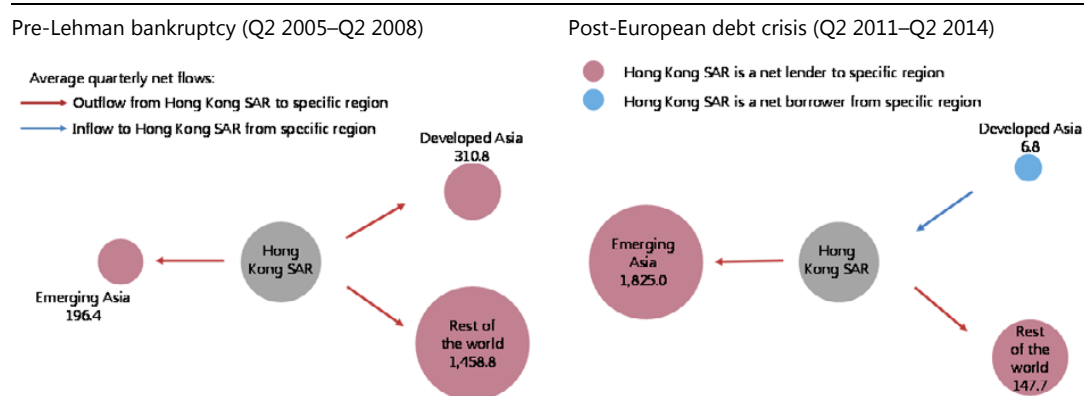 Pre-Lehman bankruptcy (Q2 2005–Q2 2008)
Average quarterly net flows:
Outflow from Hong Kong SAR to specific region
Inflow to Hong Kong SAR from specific region
Developed Asia
310.8
Hong
Kong SAR
Emerging Asia
196.4
Rest of
the world
1,458.8
Post-European debt crisis (Q2 2011–Q2 2014)
Hong Kong SAR is a net lender to specific region
Hong Kong SAR is a net borrower from specific region
Developed Asia
6.8
Emerging
Asia
1,825.0
Hong
Kong SAR
Rest
of the
world
147.7